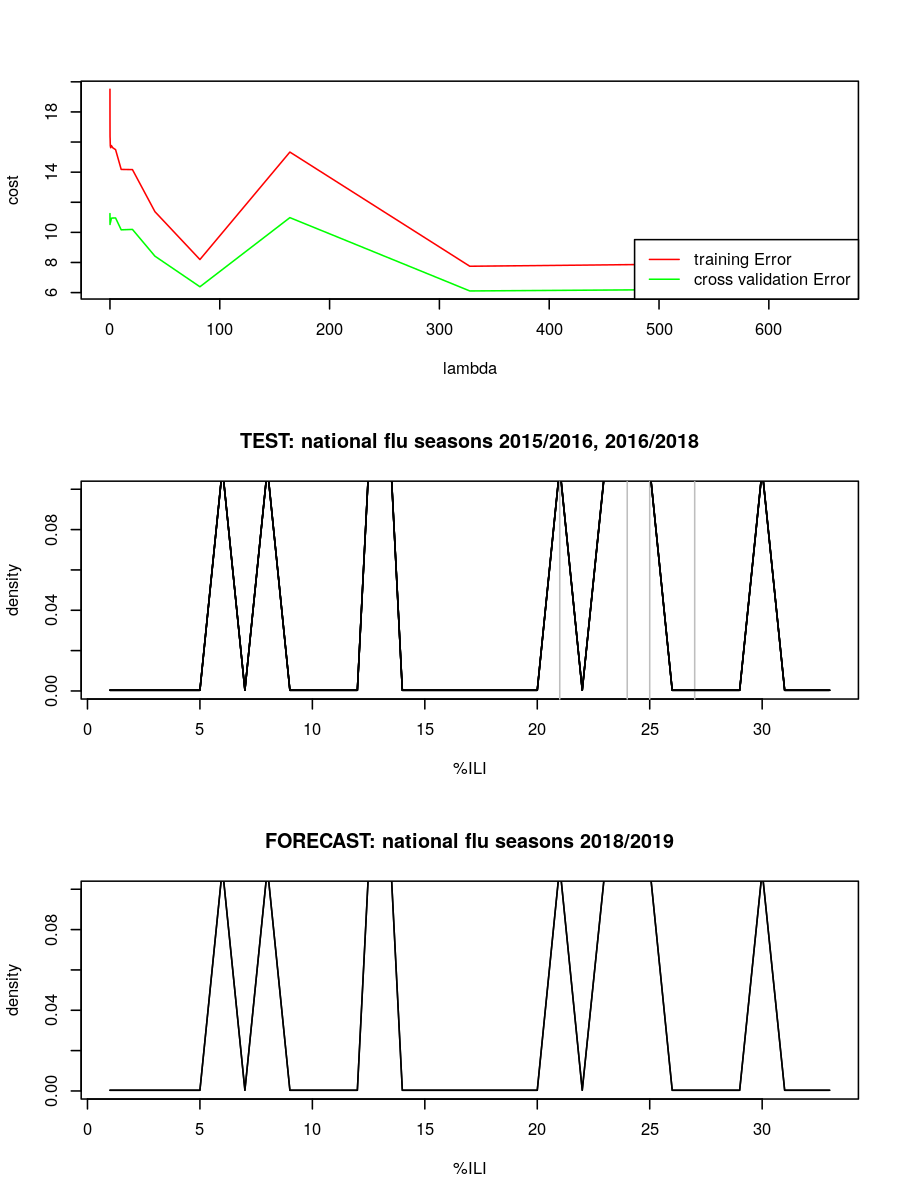 cost
18
14
10
8
6
training Error
cross validation Error
0 100 200 300 400 500 600
lambda
TEST: national flu seasons 2015/2016, 2016/2018
density
0.08
0.04
0.00
0 5 10 15 20 25 30
%ILI
FORECAST: national flu seasons 2018/2019
density
0.08
0.04
0.00
0 5 10 15 20 25 30
%ILI